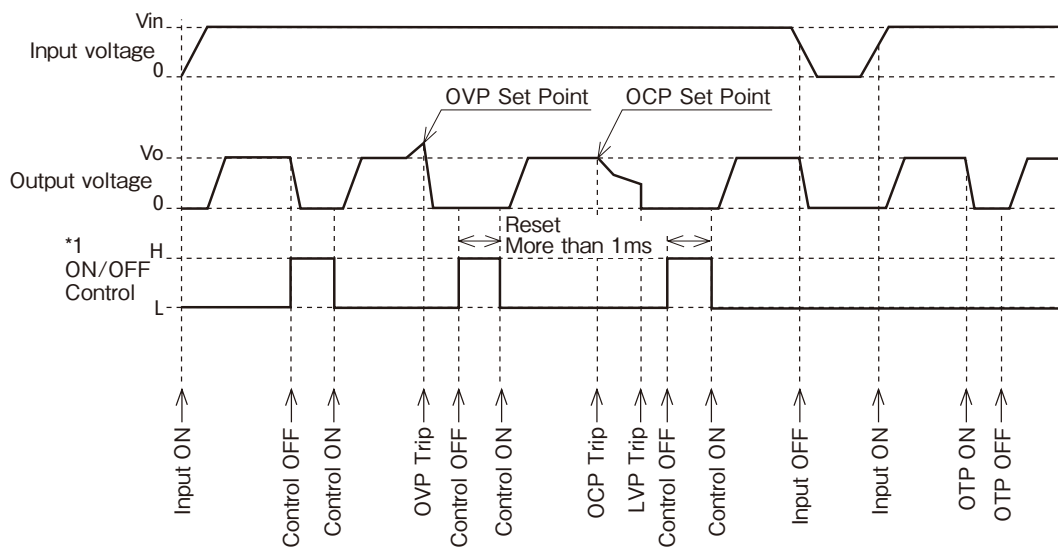 Vin
Input voltage
0
OVP Set Point
OCP Set Point
Vo
Output voltage
0
Reset
More than 1ms
*1
ON/OFF
Control
H
L
Input ON
Control OFF
Control ON
OVP Trip
Control OFF
Control ON
OCP Trip
LVP Trip
Control OFF
Control ON
Input OFF
Input ON
OTP ON
OTP OFF